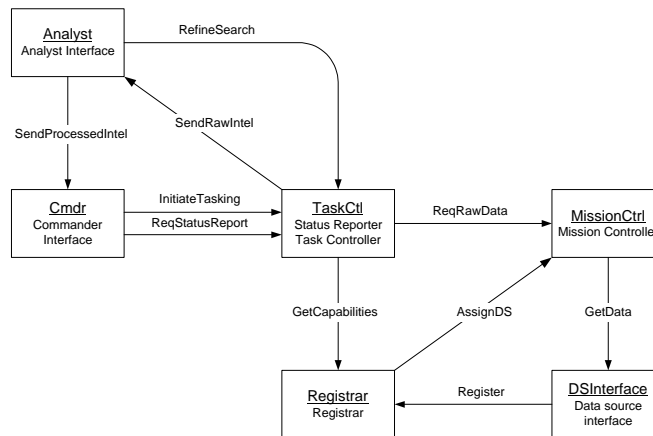 Analyst
Analyst Interface
RefineSearch
SendRawIntel
SendProcessedIntel
Cmdr
Commander
Interface
InitiateTasking
ReqStatusReport
TaskCtl
Status Reporter
Task Controller
ReqRawData
MissionCtrl
Mission Controller
GetCapabilities
AssignDS
GetData
Registrar
Registrar
Register
DSInterface
Data source
interface